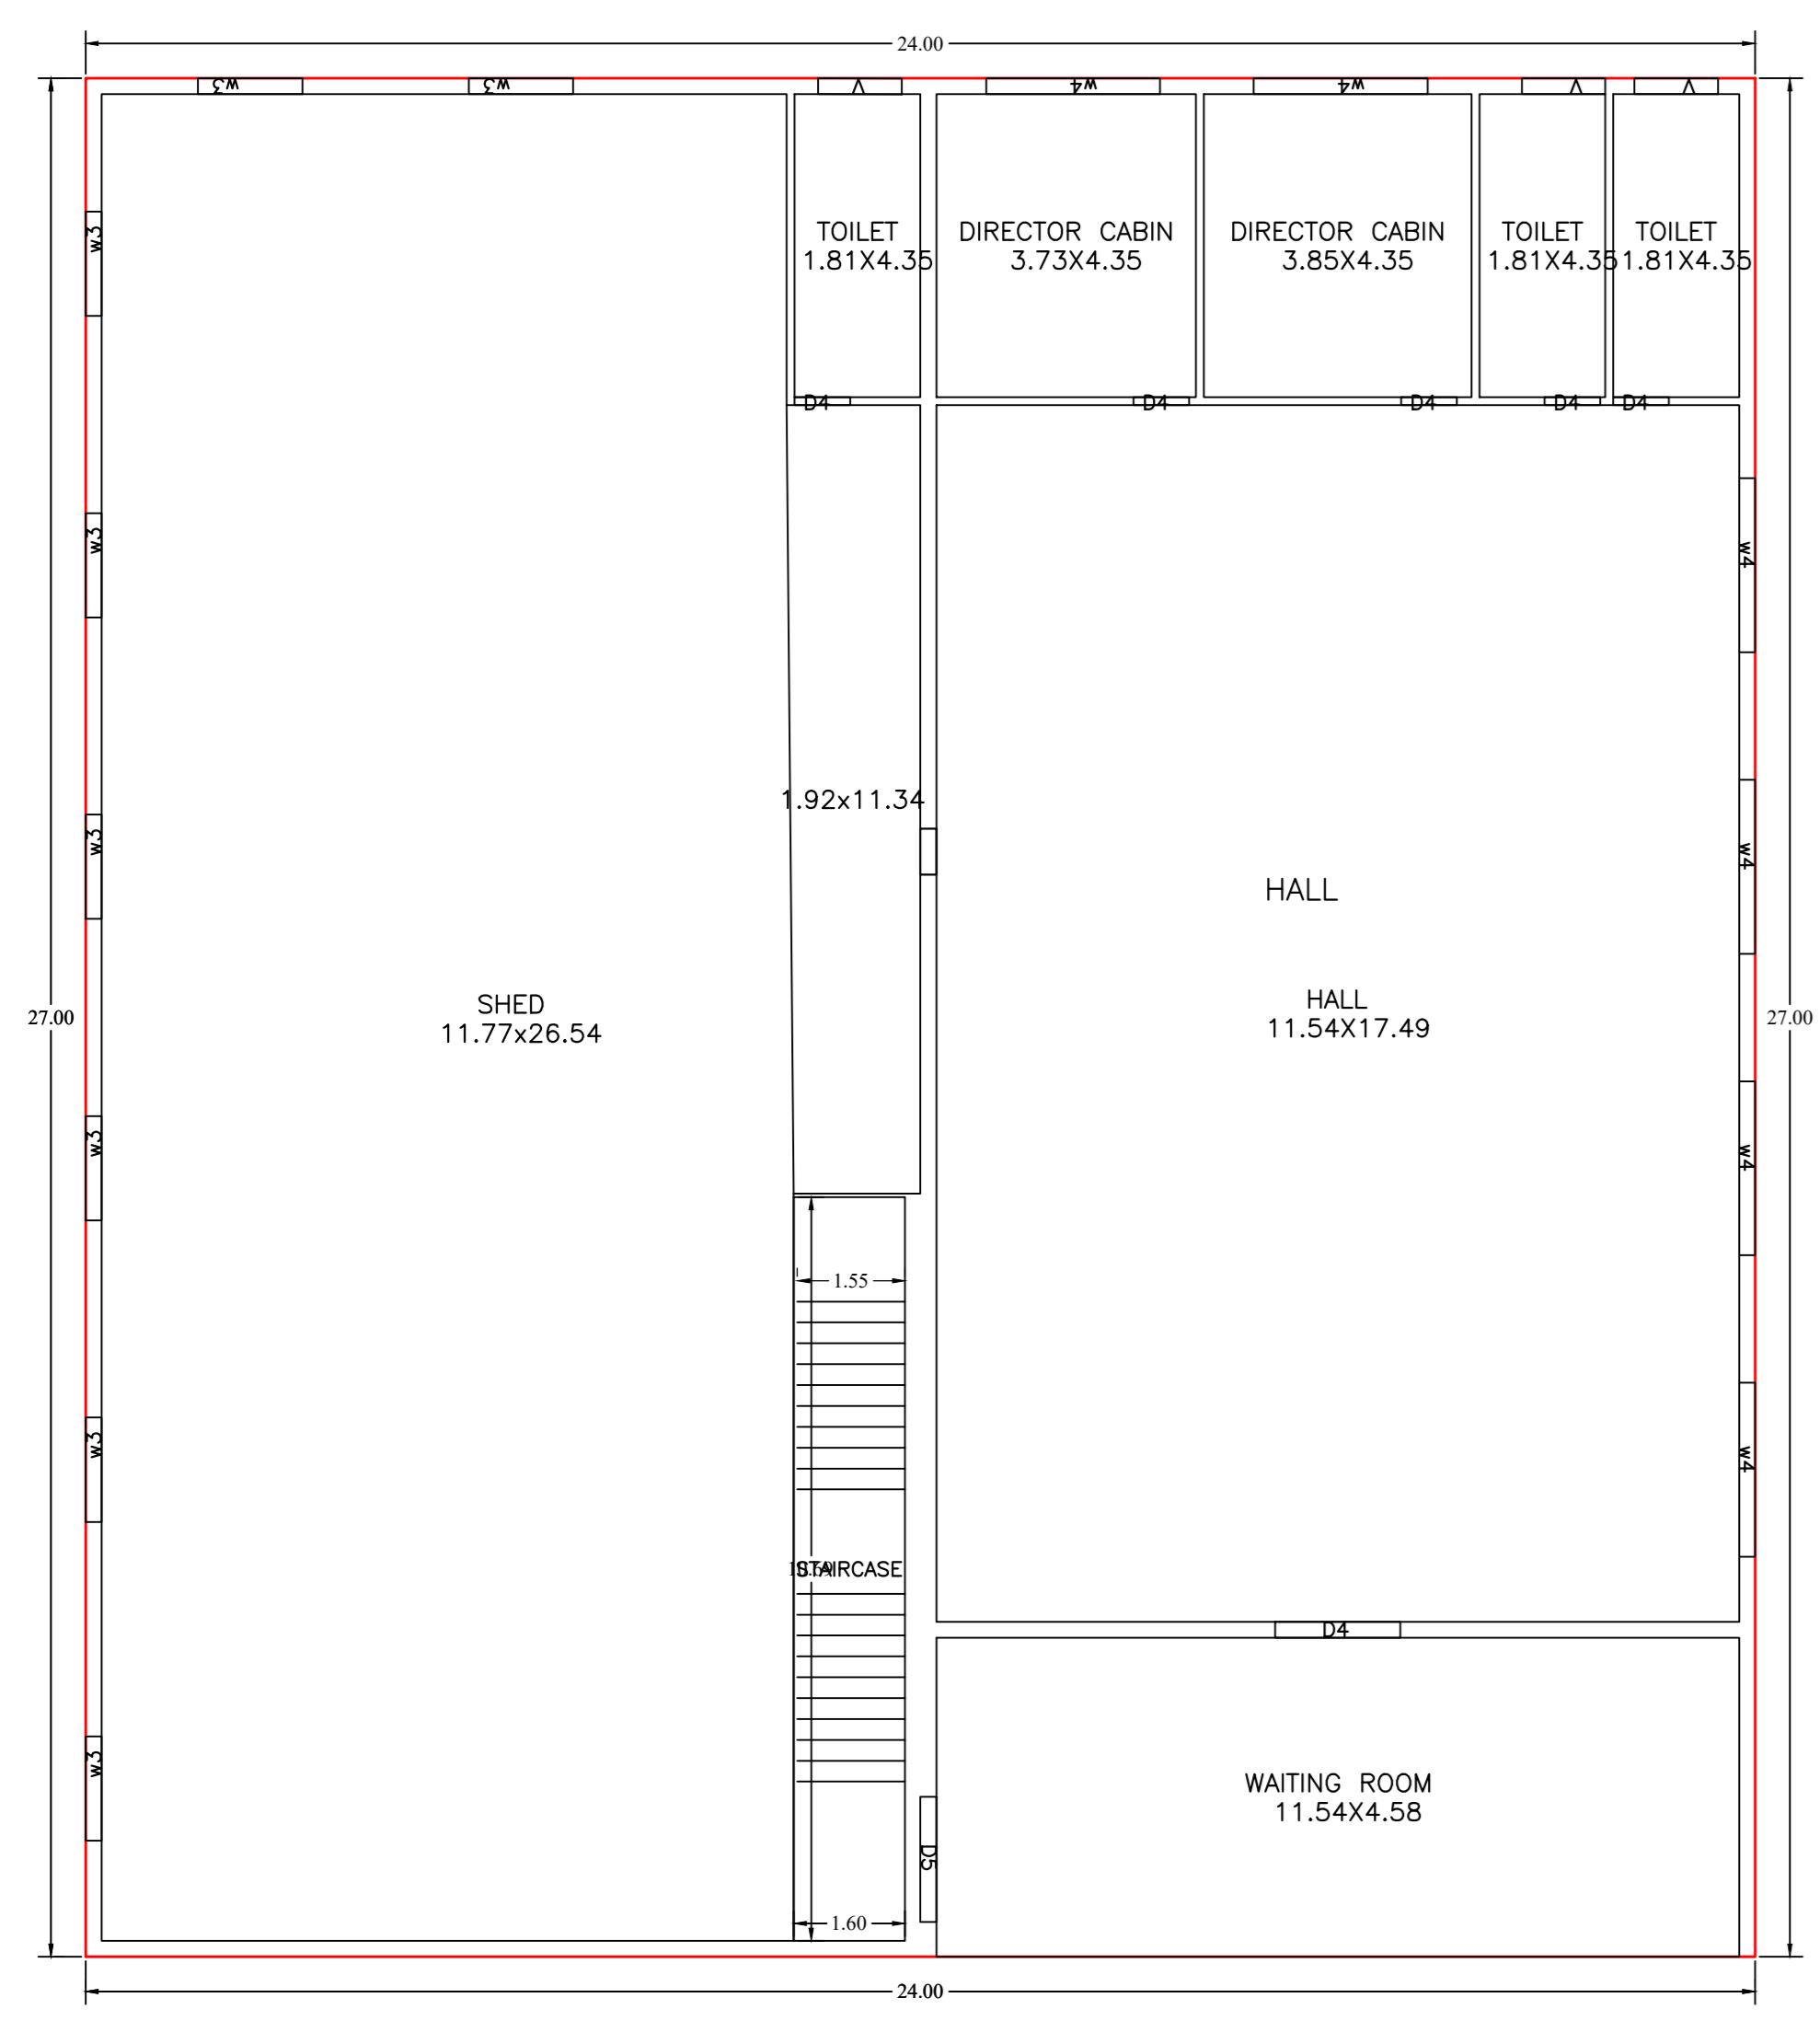 24.00
W3
W3
V
W4
W4
V
V
W3
TOILET
1.81X4.35
DIRECTOR CABIN
3.73X4.35
DIRECTOR CABIN
3.85X4.35
TOILET
1.81X4.35
TOILET
1.81X4.35
D4
D4
D4
D4
D4
W3
W4
1.92x11.34
W3
W4
HALL
SHED
11.77x26.54
HALL
11.54X17.49
27.00
27.00
W3
W4
1.55
W3
W4
STAIRCASE
D4
W3
WAITING ROOM
11.54X4.58
D5
1.60
24.00